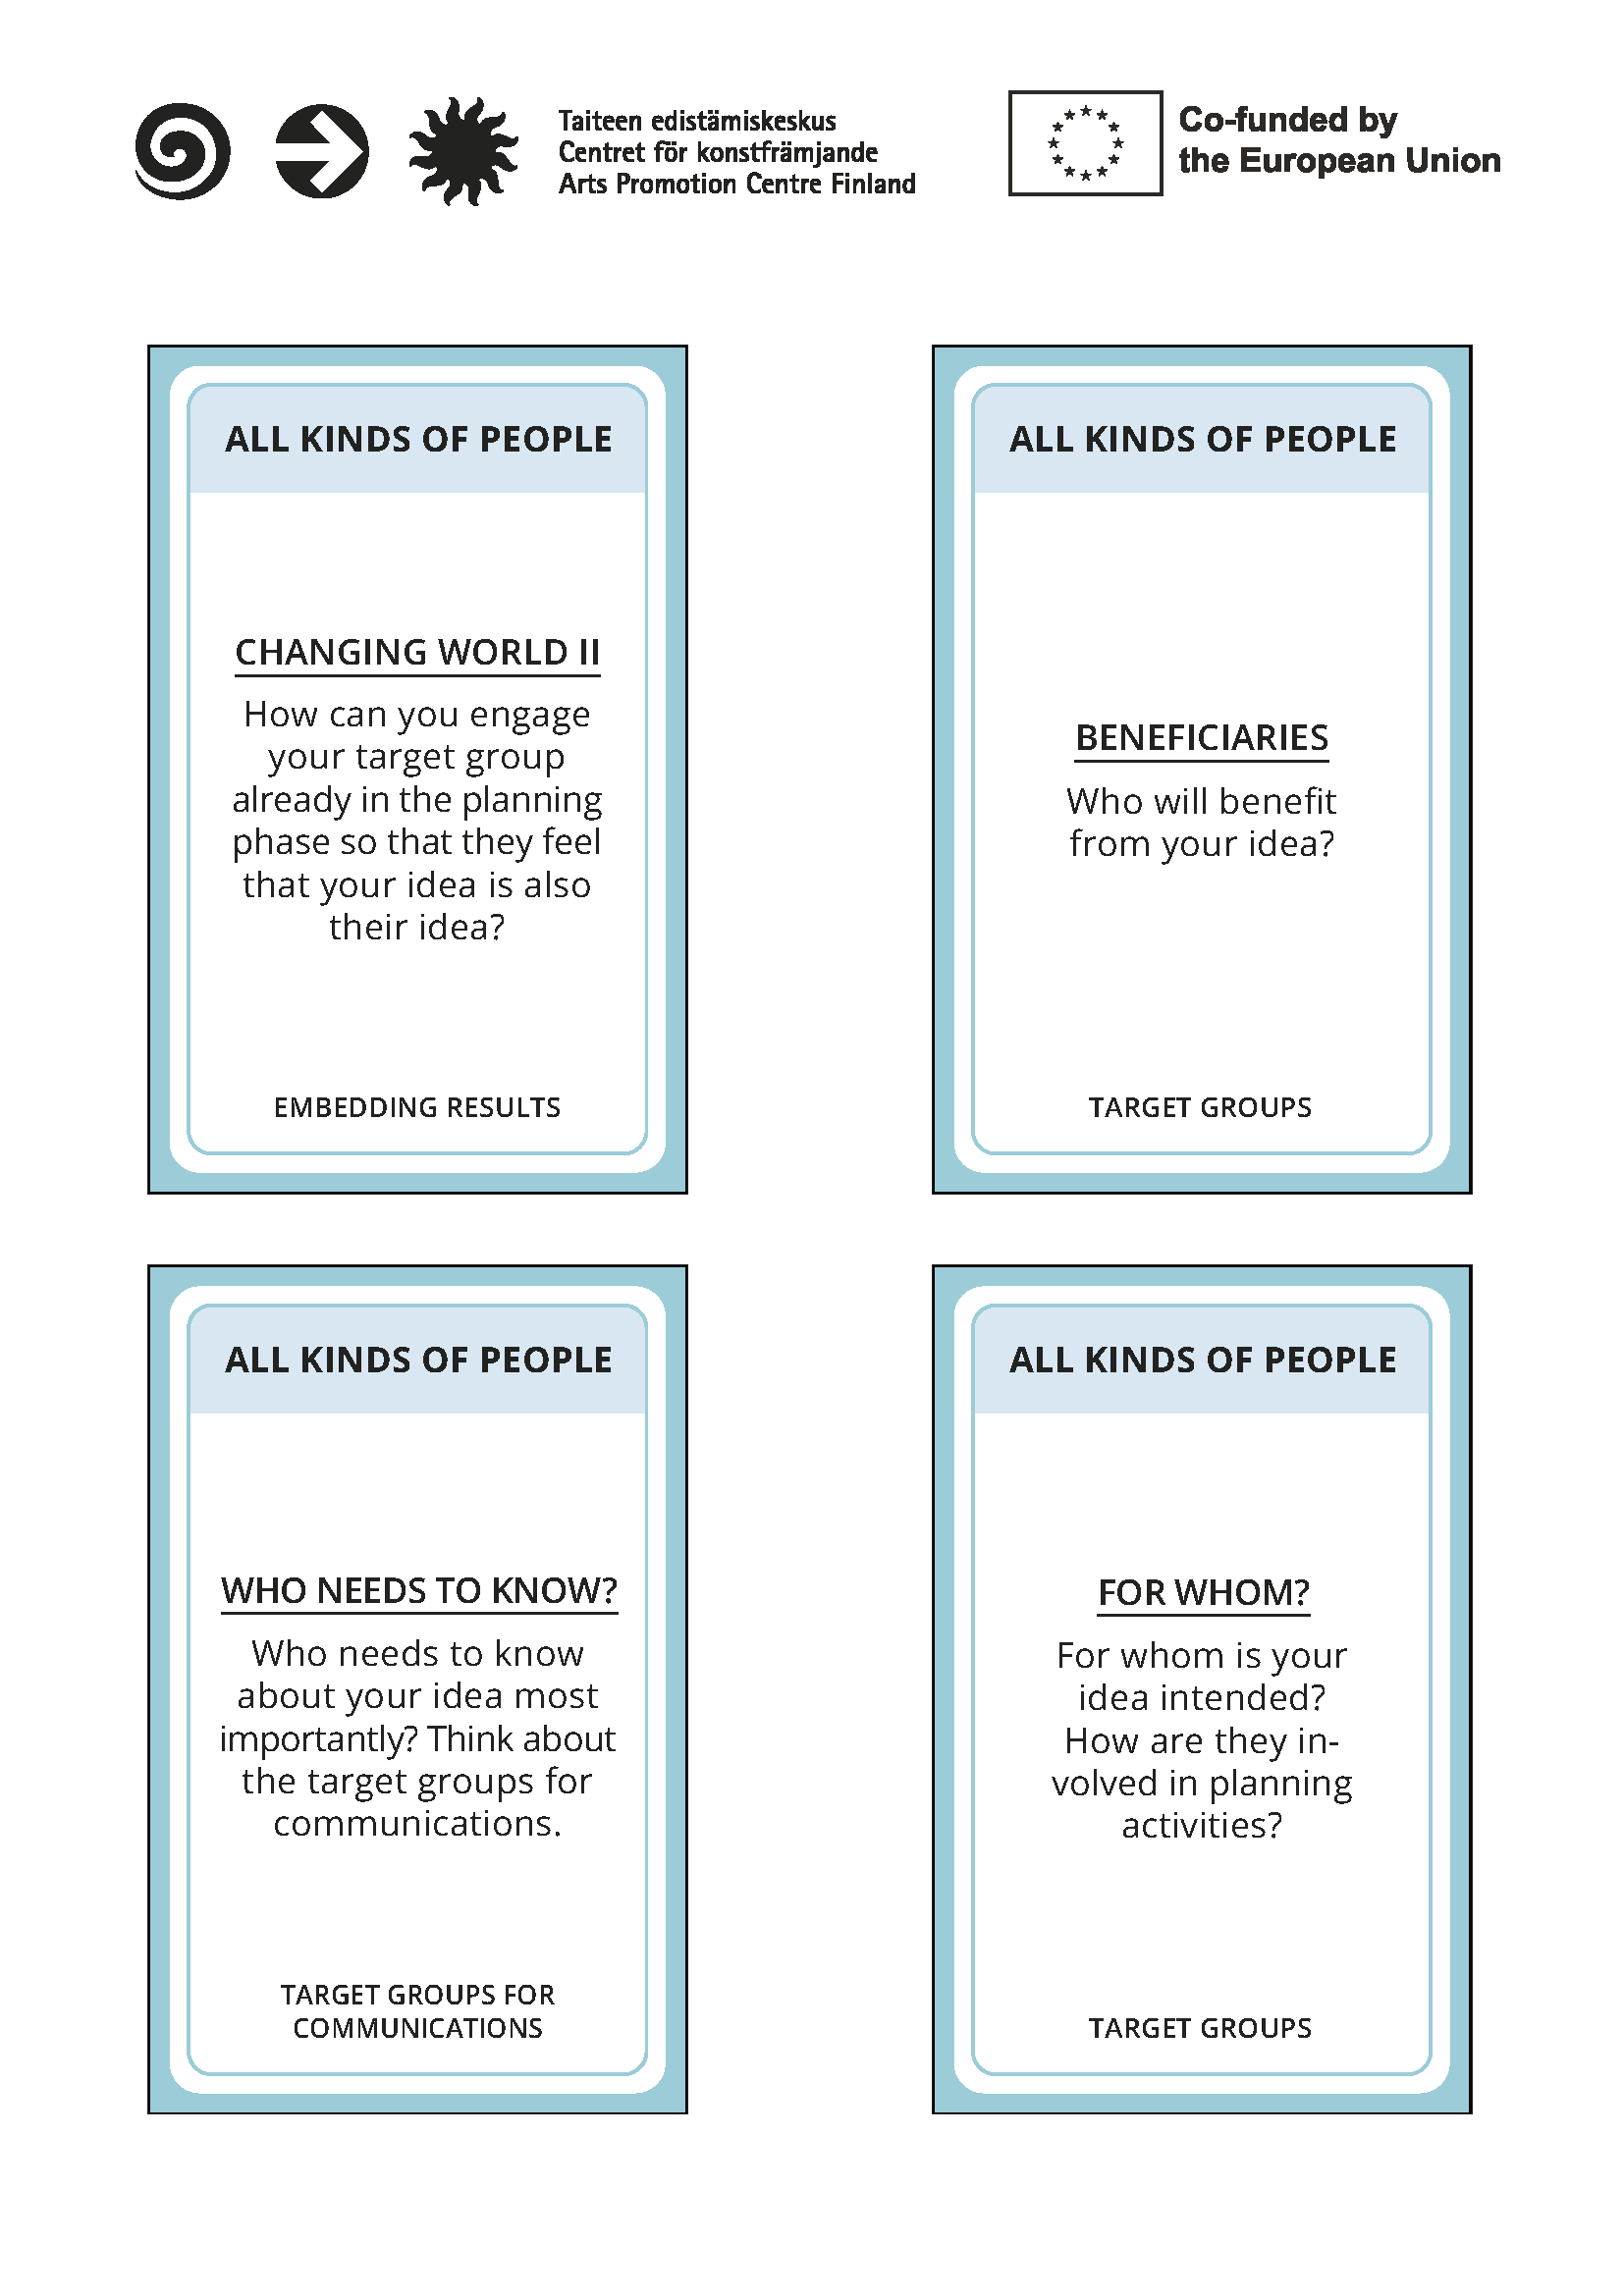 Taiteen edistämiskeskus
Centret för konstfrämjande
Arts Promotion Centre Finland
Co-funded by
the European Union
ALL KINDS OF PEOPLE
CHANGING WORLD II
How can you engage
your target group
already in the planning
phase so that they feel
that your idea is also
their idea?
EMBEDDING RESULTS
ALL KINDS OF PEOPLE
BENEFICIARIES
Who will benefit
from your idea?
TARGET GROUPS
ALL KINDS OF PEOPLE
WHO NEEDS TO KNOW?
Who needs to know
about your idea most
importantly? Think about
the target groups for
communications.
TARGET GROUPS FOR
COMMUNICATIONS
ALL KINDS OF PEOPLE
FOR WHOM?
For whom is your
idea intended?
How are they in-
volved in planning
activities?
TARGET GROUPS